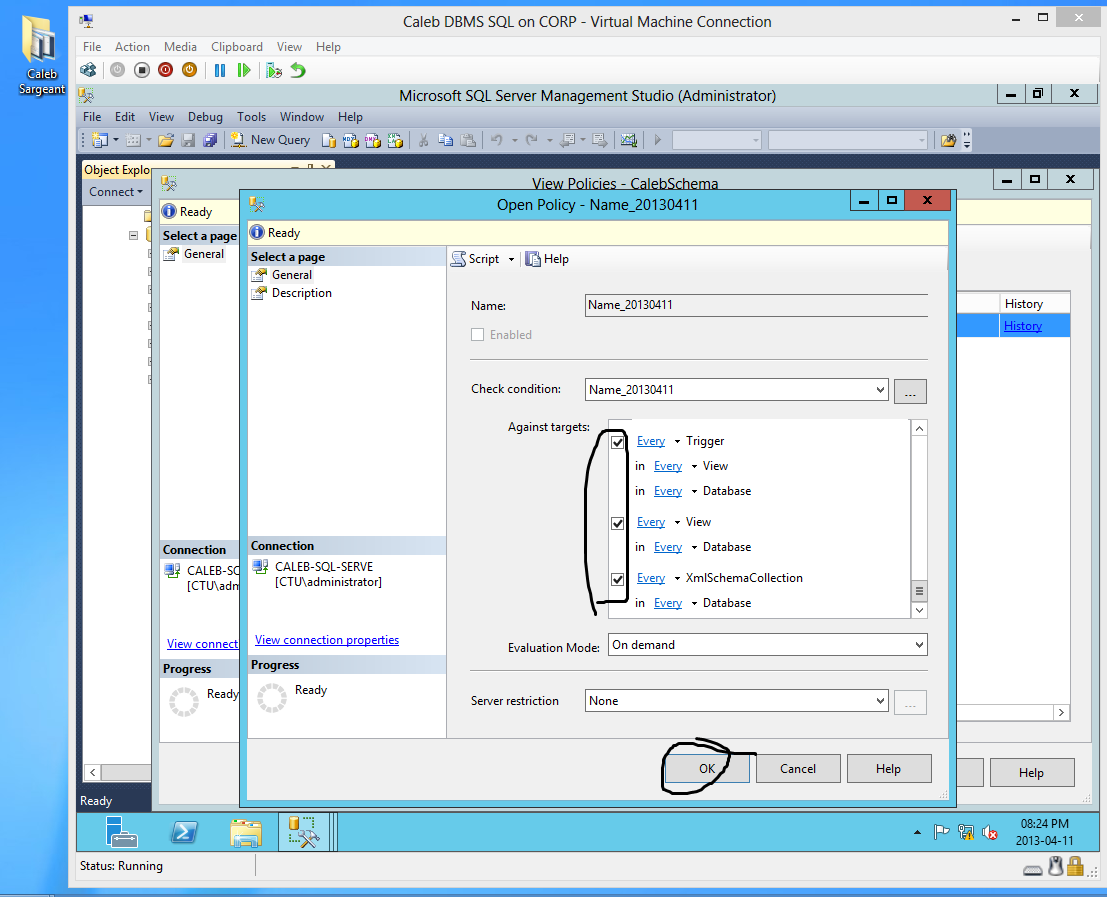 Caleb DBMS SQL on CORP - Virtual Machine Connection
Caleb
Sargeant
File Action Media Clipboard View Help
Microsoft SQL Server Management Studio (Administrator)
File Edit View Debug Tools Window Help
New Query
Object Explo
Connect
View Policies - CalebSchema
Ready
Select a page
General
Open Policy - Name_20130411
Ready
Select a page
General
Description
Script Help
Name: Name_20130411
Enabled
Check condition: Name_20130411 ...
Against targets:
Every Trigger
in Every View
in Every Database
Every View
in Every Database
Every XmlSchemaCollection
in Every Database
Evaluation Mode: On demand
Server restriction None ...
History
History
Connection
CALEB-SQ
[CTU\adm
View connect
Progress
Ready
Connection
CALEB-SQL-SERVE
[CTU\administrator]
View connection properties
Progress
Ready
OK Cancel Help
Help
Ready
08:24 PM
2013-04-11
Status: Running